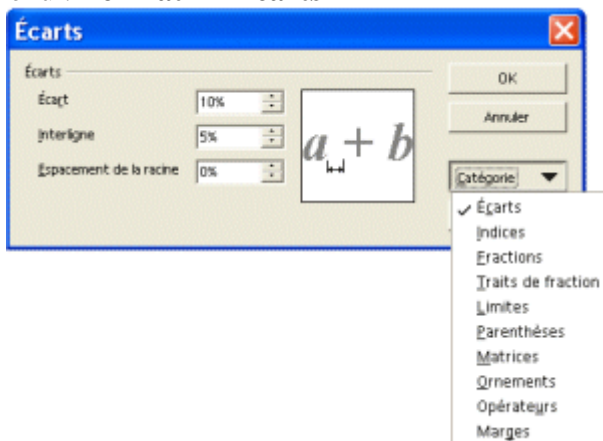 Écarts
Écarts
Écart 10%
Interligne 5%
Espacement de la racine 0%
a + b
OK
Annuler
Catégorie
Écarts
Indices
Fractions
Traits de fraction
Limites
Parenthèses
Matrices
Ornements
Opérateurs
Marges